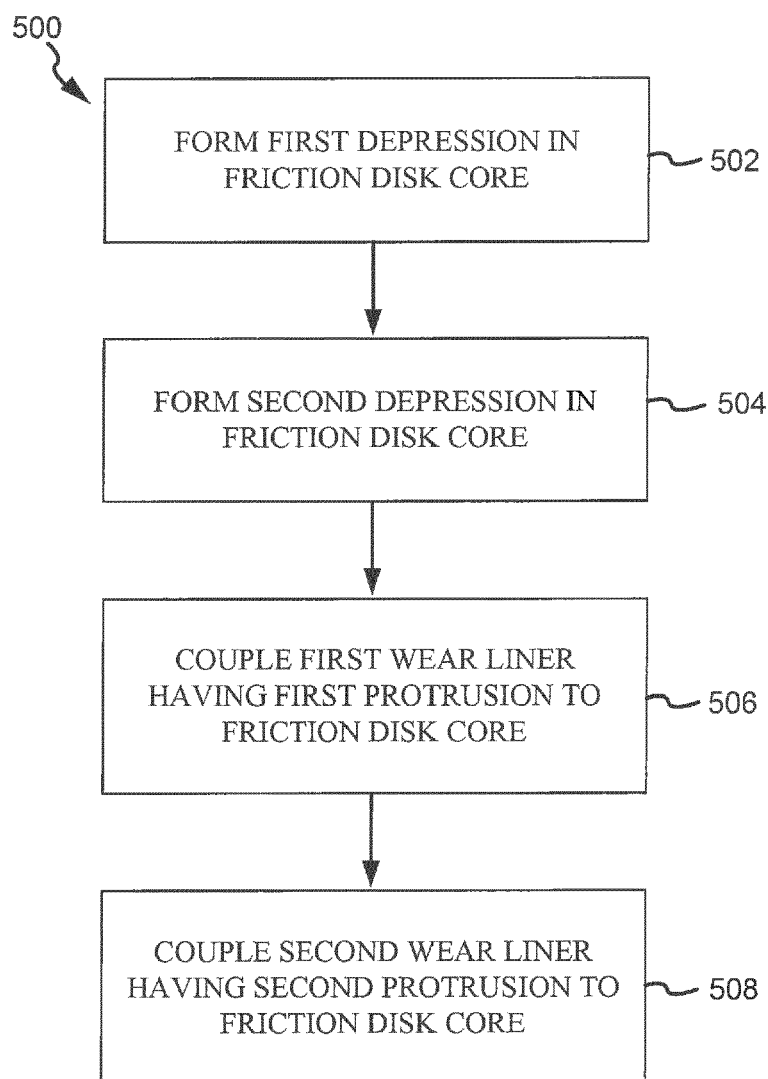 500
FORM FIRST DEPRESSION IN
FRICTION DISK CORE
502
FORM SECOND DEPRESSION IN
FRICTION DISK CORE
504
COUPLE FIRST WEAR LINER
HAVING FIRST PROTRUSION TO
FRICTION DISK CORE
506
COUPLE SECOND WEAR LINER
HAVING SECOND PROTRUSION TO
FRICTION DISK CORE
508